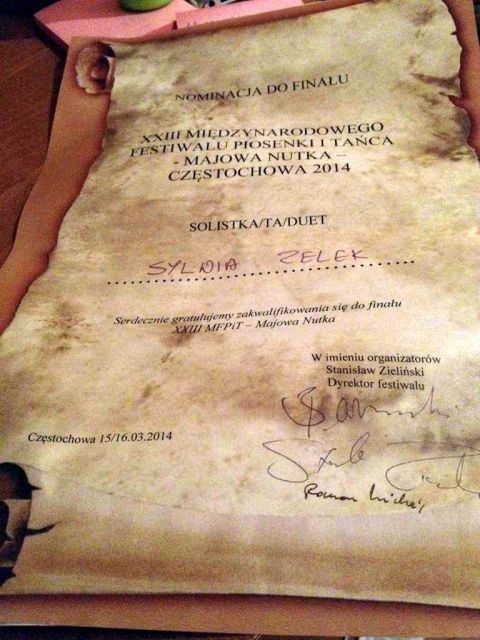 NOMINACJA DO FINAŁU
XXIII MIĘDZYNARODOWEGO
FESTIWALU PIOSENKI I TAŃCA
- MAJOWA NUTKA –
CZĘSTOCHOWA 2014
SOLISTKA/TA/DUET
SYLWIA ZELEK
Serdecznie gratulujemy zakwalifikowania się do finału
XXIII MFPiT – Majowa Nutka
W imieniu organizatorów
Stanisław Zieliński
Dyrektor festiwalu
Częstochowa 15/16.03.2014
Roman